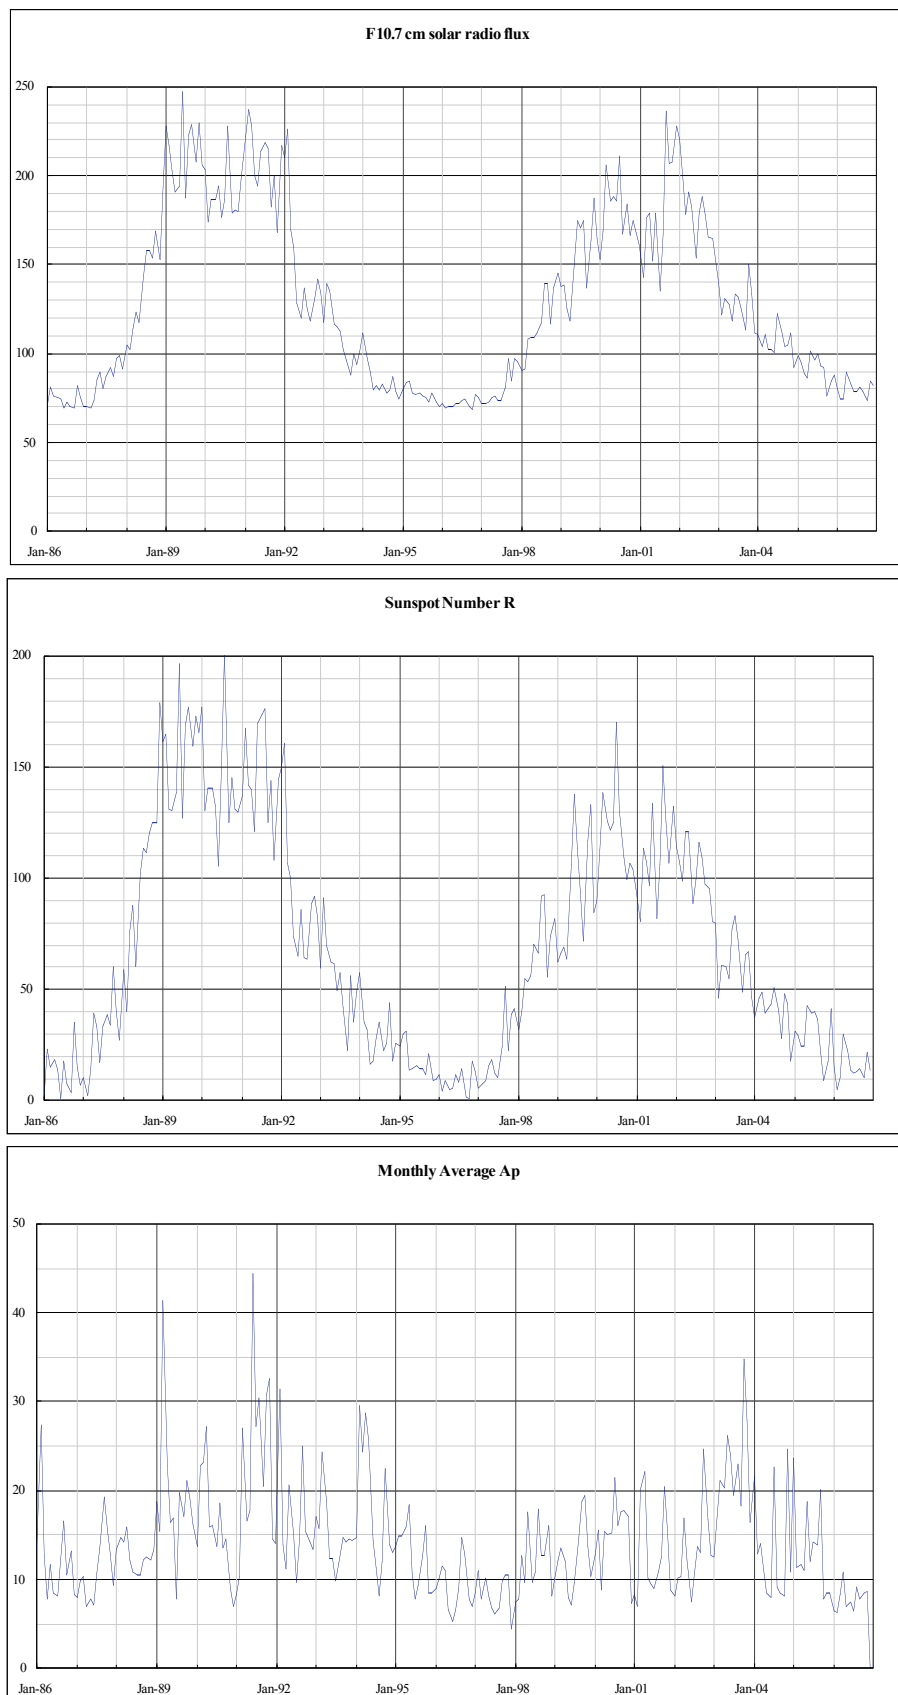 F10.7 cm solar radio flux
250
200
150
100
50
0
Jan-86 Jan-89 Jan-92 Jan-95 Jan-98 Jan-01 Jan-04
Sunspot Number R
200
150
100
50
0
Jan-86 Jan-89 Jan-92 Jan-95 Jan-98 Jan-01 Jan-04
Monthly Average Ap
50
40
30
20
10
0
Jan-86 Jan-89 Jan-92 Jan-95 Jan-98 Jan-01 Jan-04